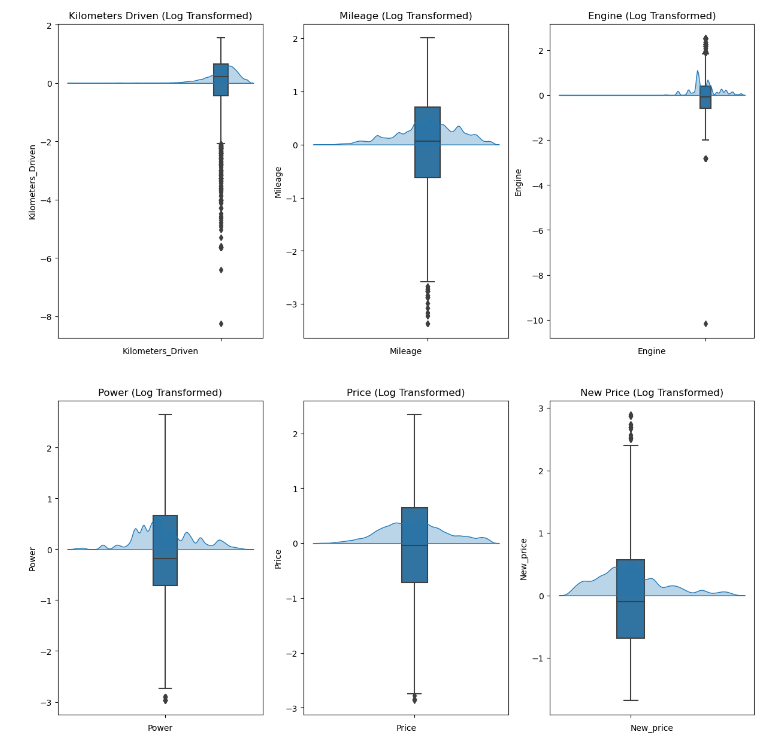 Kilometers Driven (Log Transformed)
2
0
−2
−4
−6
−8
Kilometers_Driven
Kilometers_Driven
Mileage (Log Transformed)
2
1
0
−1
−2
−3
Mileage
Mileage
Engine (Log Transformed)
2
0
−2
−4
−6
−8
−10
Engine
Engine
Power (Log Transformed)
2
1
0
−1
−2
−3
Power
Power
Price (Log Transformed)
2
1
0
−1
−2
−3
Price
Price
New Price (Log Transformed)
3
2
1
0
−1
New_price
New_price